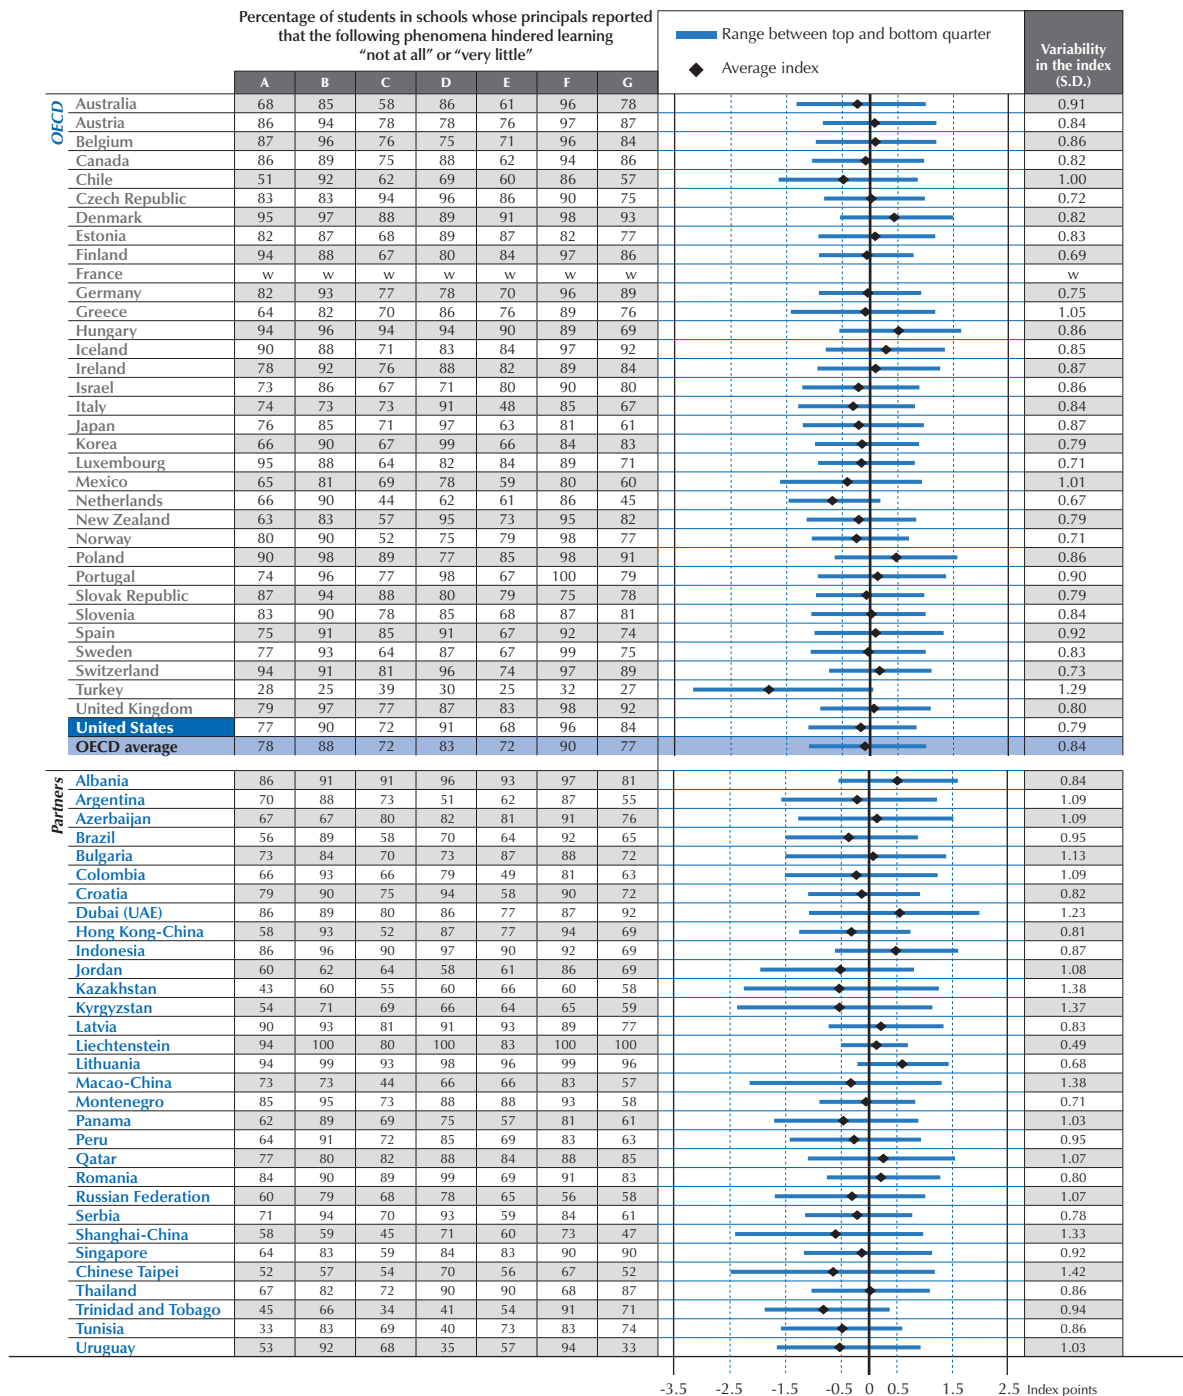 Percentage of students in schools whose principals reported
that the following phenomena hindered learning
“not at all” or “very little”
Range between top and bottom quarter
Average index
Variability
in the index
(S.D.)
A B C D E F G
OECD
Australia 68 85 58 86 61 96 78 0.91
Austria 86 94 78 78 76 97 87 0.84
Belgium 87 96 76 75 71 96 84 0.86
Canada 86 89 75 88 62 94 86 0.82
Chile 51 92 62 69 60 86 57 1.00
Czech Republic 83 83 94 96 86 90 75 0.72
Denmark 95 97 88 89 91 98 93 0.82
Estonia 82 87 68 89 87 82 77 0.83
Finland 94 88 67 80 84 97 86 0.69
France w w w w w w w w
Germany 82 93 77 78 70 96 89 0.75
Greece 64 82 70 86 76 89 76 1.05
Hungary 94 96 94 94 90 89 69 0.86
Iceland 90 88 71 83 84 97 92 0.85
Ireland 78 92 76 88 82 89 84 0.87
Israel 73 86 67 71 80 90 80 0.86
Italy 74 73 73 91 48 85 67 0.84
Japan 76 85 71 97 63 81 61 0.87
Korea 66 90 67 99 66 84 83 0.79
Luxembourg 95 88 64 82 84 89 71 0.71
Mexico 65 81 69 78 59 80 60 1.01
Netherlands 66 90 44 62 61 86 45 0.67
New Zealand 63 83 57 95 73 95 82 0.79
Norway 80 90 52 75 79 98 77 0.71
Poland 90 98 89 77 85 98 91 0.86
Portugal 74 96 77 98 67 100 79 0.90
Slovak Republic 87 94 88 80 79 75 78 0.79
Slovenia 83 90 78 85 68 87 81 0.84
Spain 75 91 85 91 67 92 74 0.92
Sweden 77 93 64 87 67 99 75 0.83
Switzerland 94 91 81 96 74 97 89 0.73
Turkey 28 25 39 30 25 32 27 1.29
United Kingdom 79 97 77 87 83 98 92 0.80
United States 77 90 72 91 68 96 84 0.79
OECD average 78 88 72 83 72 90 77 0.84
Partners
Albania 86 91 91 96 93 97 81 0.84
Argentina 70 88 73 51 62 87 55 1.09
Azerbaijan 67 67 80 82 81 91 76 1.09
Brazil 56 89 58 70 64 92 65 0.95
Bulgaria 73 84 70 73 87 88 72 1.13
Colombia 66 93 66 79 49 81 63 1.09
Croatia 79 90 75 94 58 90 72 0.82
Dubai (UAE) 86 89 80 86 77 87 92 1.23
Hong Kong-China 58 93 52 87 77 94 69 0.81
Indonesia 86 96 90 97 90 92 69 0.87
Jordan 60 62 64 58 61 86 69 1.08
Kazakhstan 43 60 55 60 66 60 58 1.38
Kyrgyzstan 54 71 69 66 64 65 59 1.37
Latvia 90 93 81 91 93 89 77 0.83
Liechtenstein 94 100 80 100 83 100 100 0.49
Lithuania 94 99 93 98 96 99 96 0.68
Macao-China 73 73 44 66 66 83 57 1.38
Montenegro 85 95 73 88 88 93 58 0.71
Panama 62 89 69 75 57 81 61 1.03
Peru 64 91 72 85 69 83 63 0.95
Qatar 77 80 82 88 84 88 85 1.07
Romania 84 90 89 99 69 91 83 0.80
Russian Federation 60 79 68 78 65 56 58 1.07
Serbia 71 94 70 93 59 84 61 0.78
Shanghai-China 58 59 45 71 60 73 47 1.33
Singapore 64 83 59 84 83 90 90 0.92
Chinese Taipei 52 57 54 70 56 67 52 1.42
Thailand 67 82 72 90 90 68 87 0.86
Trinidad and Tobago 45 66 34 41 54 91 71 0.94
Tunisia 33 83 69 40 73 83 74 0.86
Uruguay 53 92 68 35 57 94 33 1.03
-3.5 -2.5 -1.5 -0.5 0 0.5 1.5 2.5 Index points